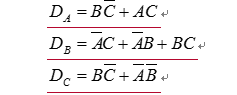 D_A = BC̅ + AC↵
D_B = A̅C + A̅B + BC↵
D_C = BC̅ + A̅B̅↵